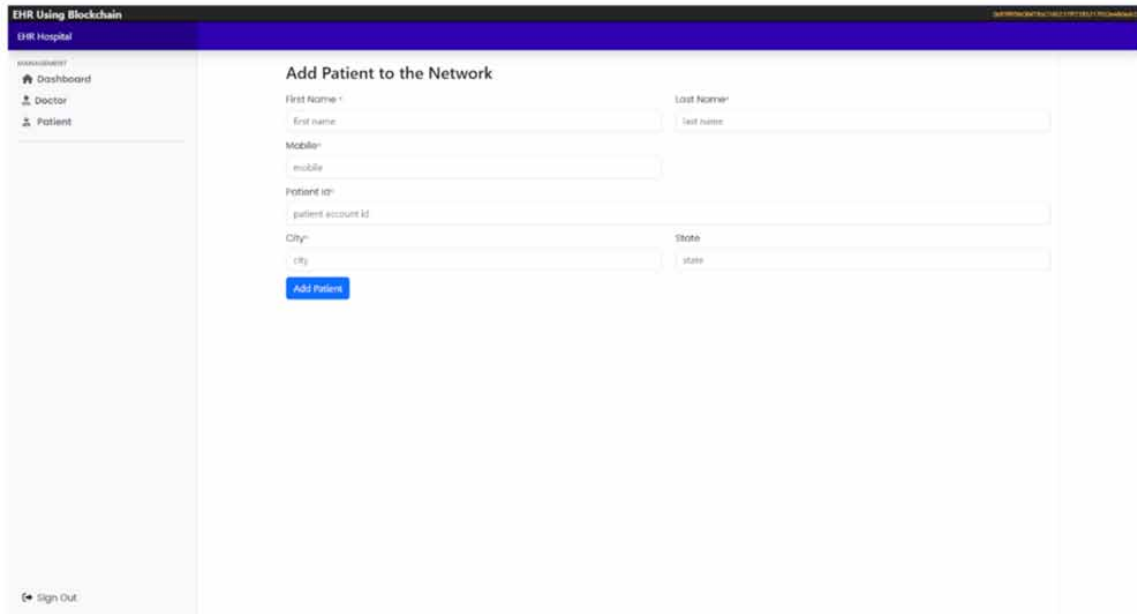 EHR Using Blockchain
EHR Hospital
MANAGEMENT
Dashboard
Doctor
Patient
Add Patient to the Network
First Name *
Last Name*
first name
last name
Mobile*
mobile
Patient id*
patient account id
City*
State
city
state
Add Patient
Sign Out